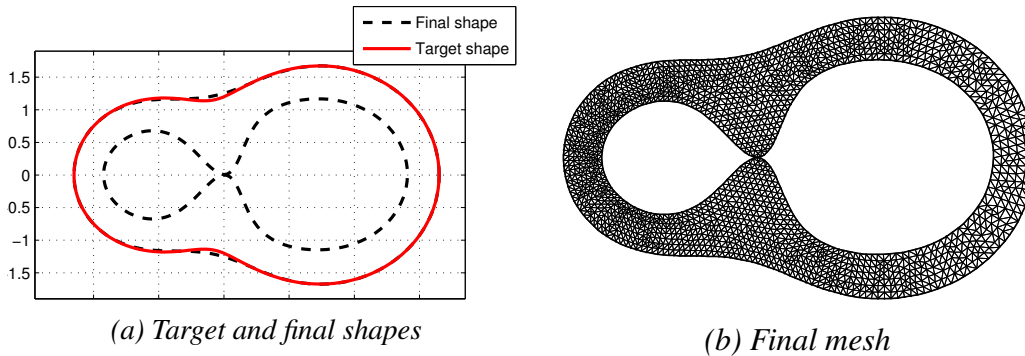 Final shape
Target shape
1.5
1
0.5
0
−0.5
−1
1.5
(a) Target and final shapes
(b) Final mesh